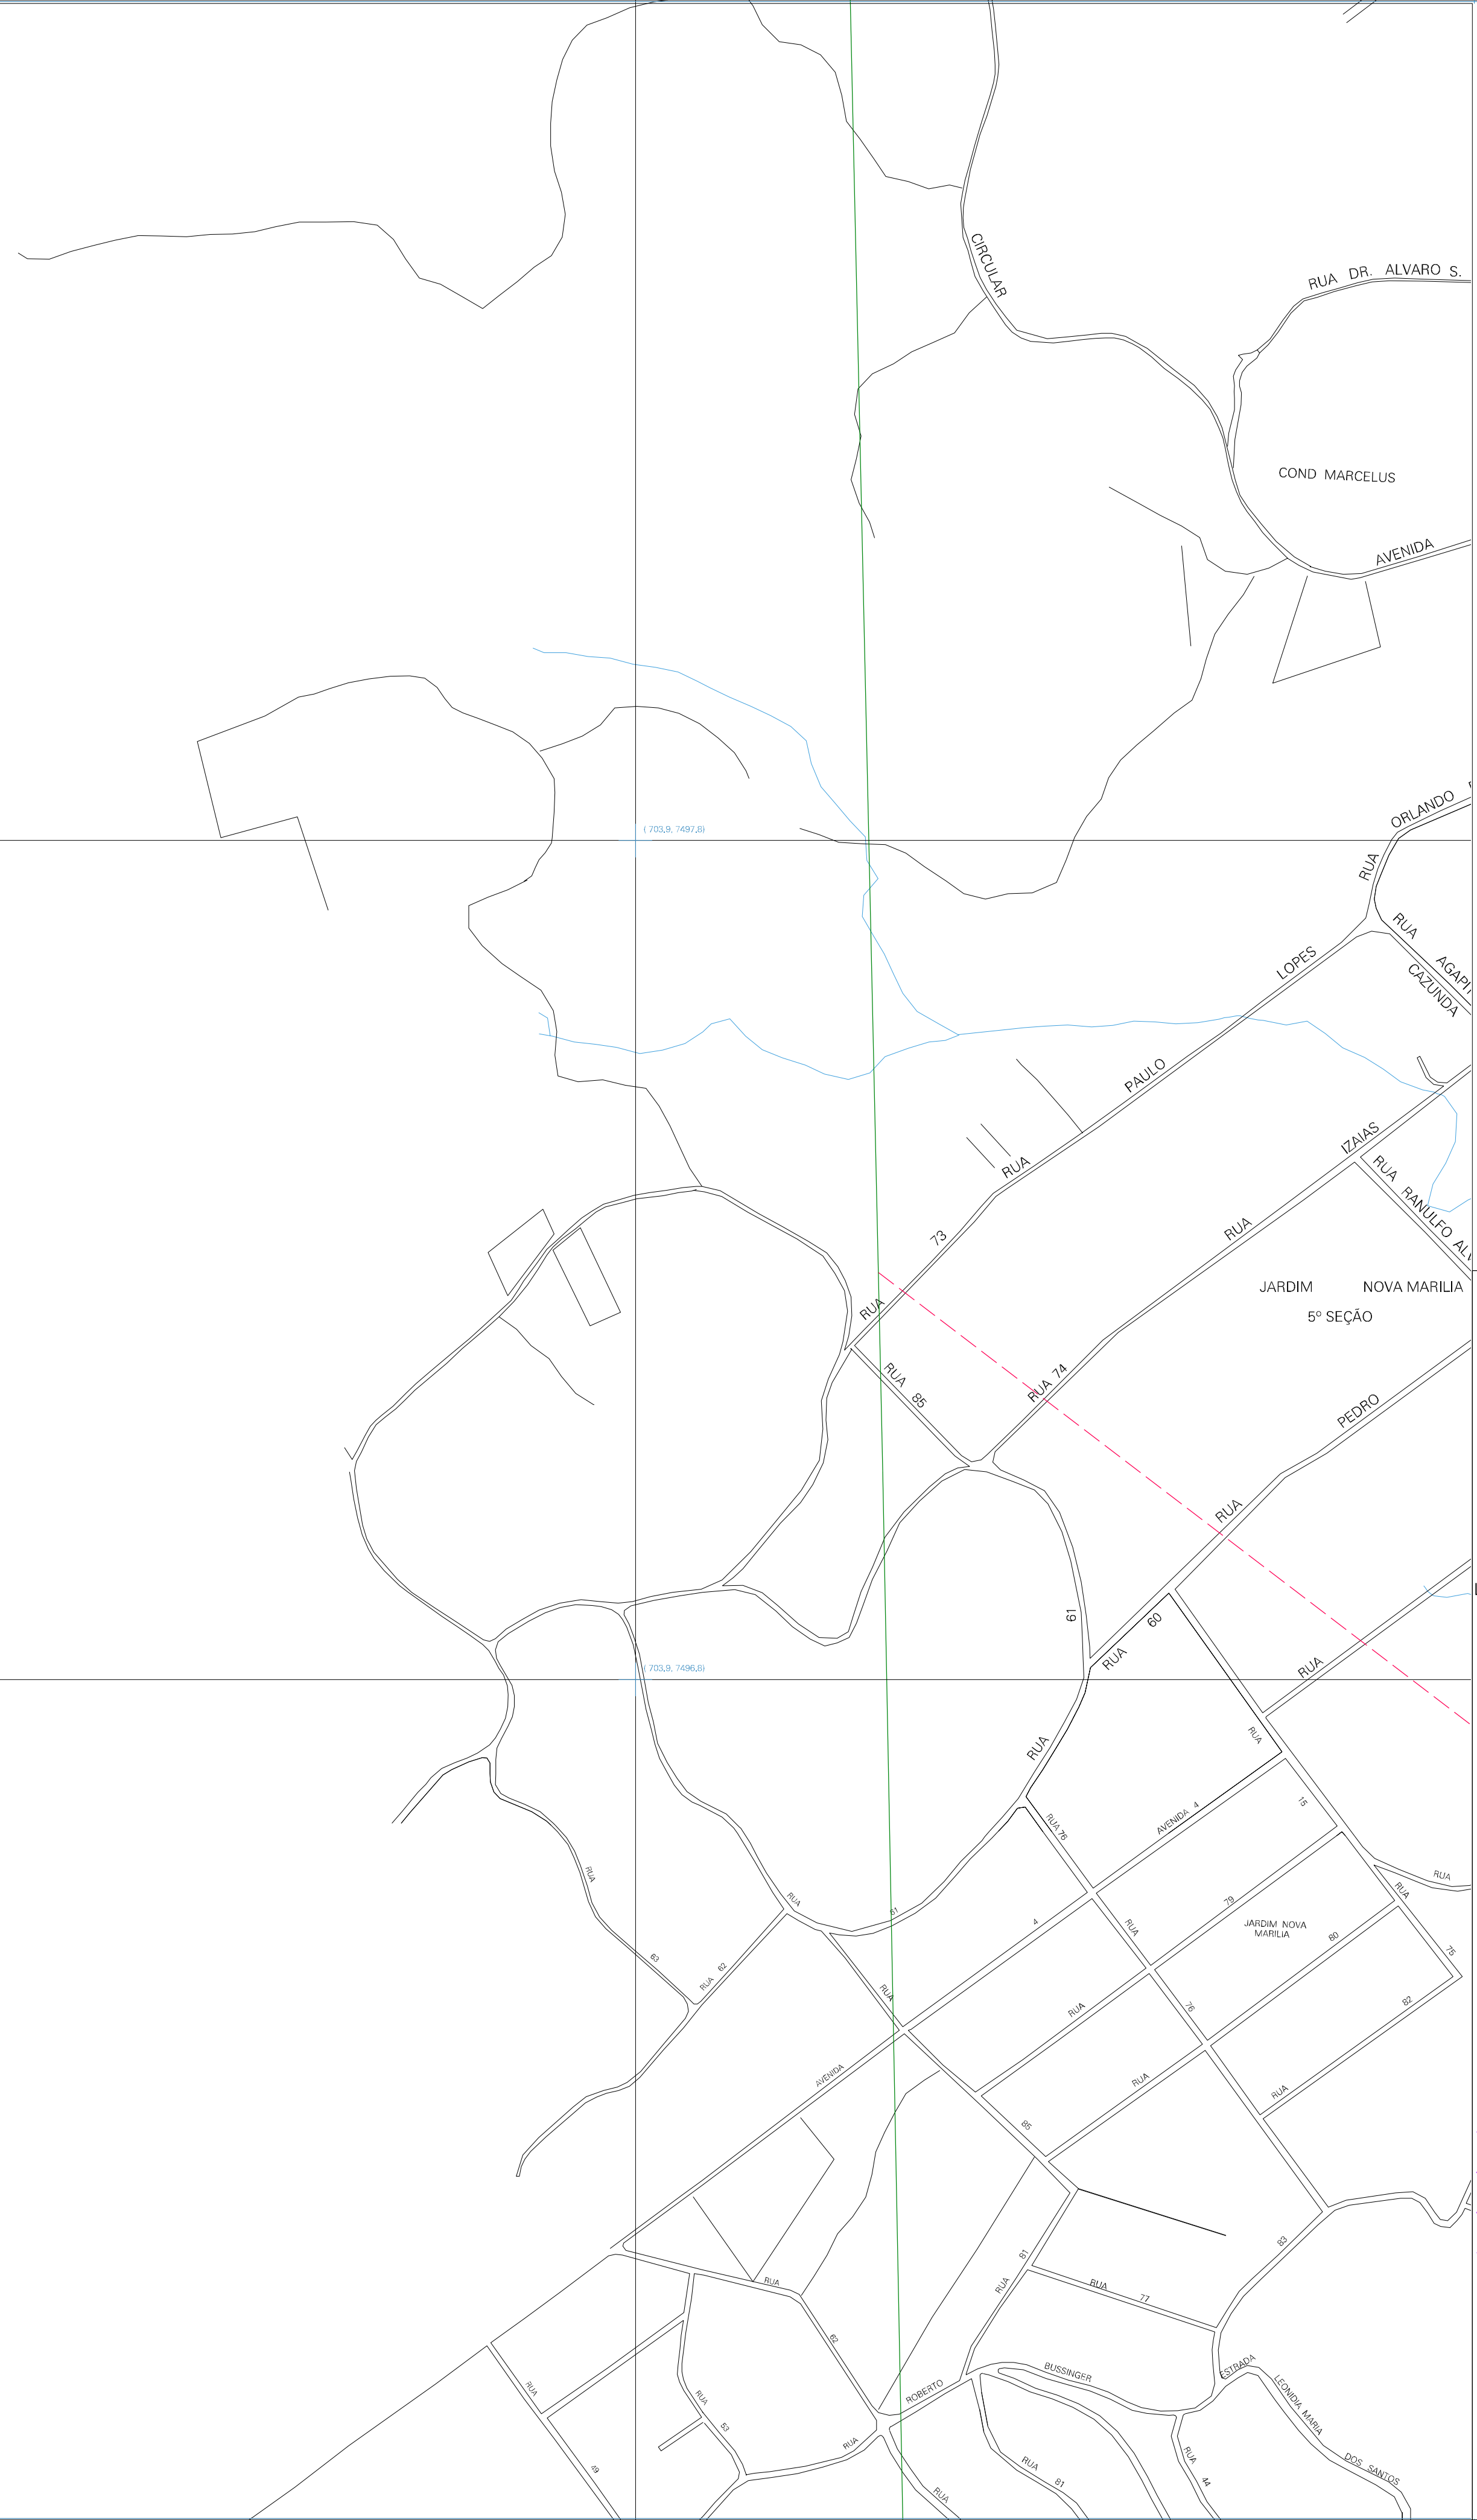 CIRCULAR
RUA DR. ALVARO S.
COND MARCELUS
AVENIDA
( 703,9, 7497,8)
ORLANDO
RUA
RUA
AGAPI
CAZUNDA
LOPES
PAULO
RUA
73
RUA
IZAIAS
RUA RANULFO
RUA
RUA 74
RUA 85
JARDIM NOVA MARILIA
5º SEÇÃO
PEDRO
RUA
61
60
RUA
RUA
( 703,9, 7496,8)
RUA
RUA
15
RUA 76
AVENIDA 4
RUA
RUA
75
RUA
RUA
61
63
RUA 62
4
RUA
79
JARDIM NOVA
MARILIA
80
76
RUA
82
RUA
RUA
RUA
AVENIDA
85
83
81
RUA
RUA
77
RUA
62
BUSSINGER
ESTRADA
LEONIDIA MARIA
DOS SANTOS
ROBERTO
RUA
RUA
49
RUA
53
RUA
RUA
81
RUA
44